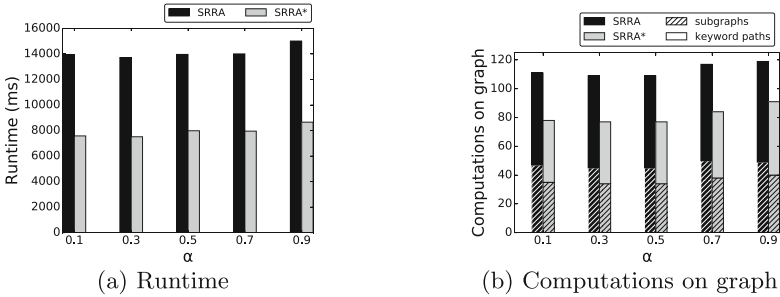 SRRA SRRA*
16000
14000
12000
10000
8000
6000
4000
2000
0
Runtime (ms)
0.1 0.3 0.5 0.7 0.9
α
(a) Runtime
SRRA subgraphs
SRRA* keyword paths
120
100
80
60
40
20
0
Computations on graph
0.1 0.3 0.5 0.7 0.9
α
(b) Computations on graph